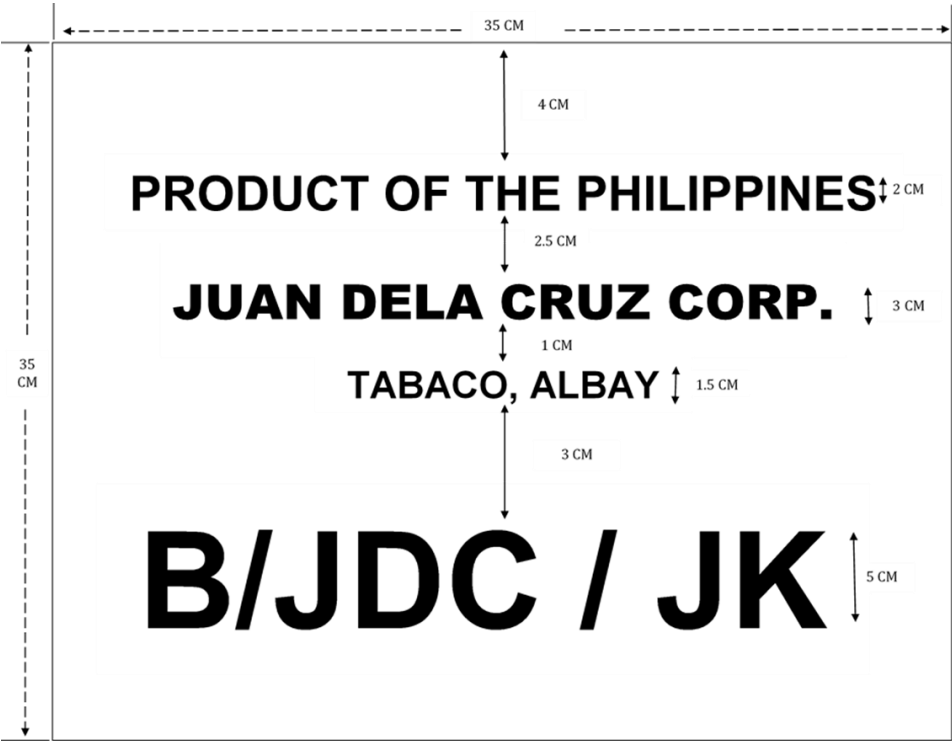 35 CM
4 CM
PRODUCT OF THE PHILIPPINES
2 CM
2.5 CM
JUAN DELA CRUZ CORP.
3 CM
1 CM
35
CM
TABACO, ALBAY
1.5 CM
3 CM
B/JDC / JK
5 CM